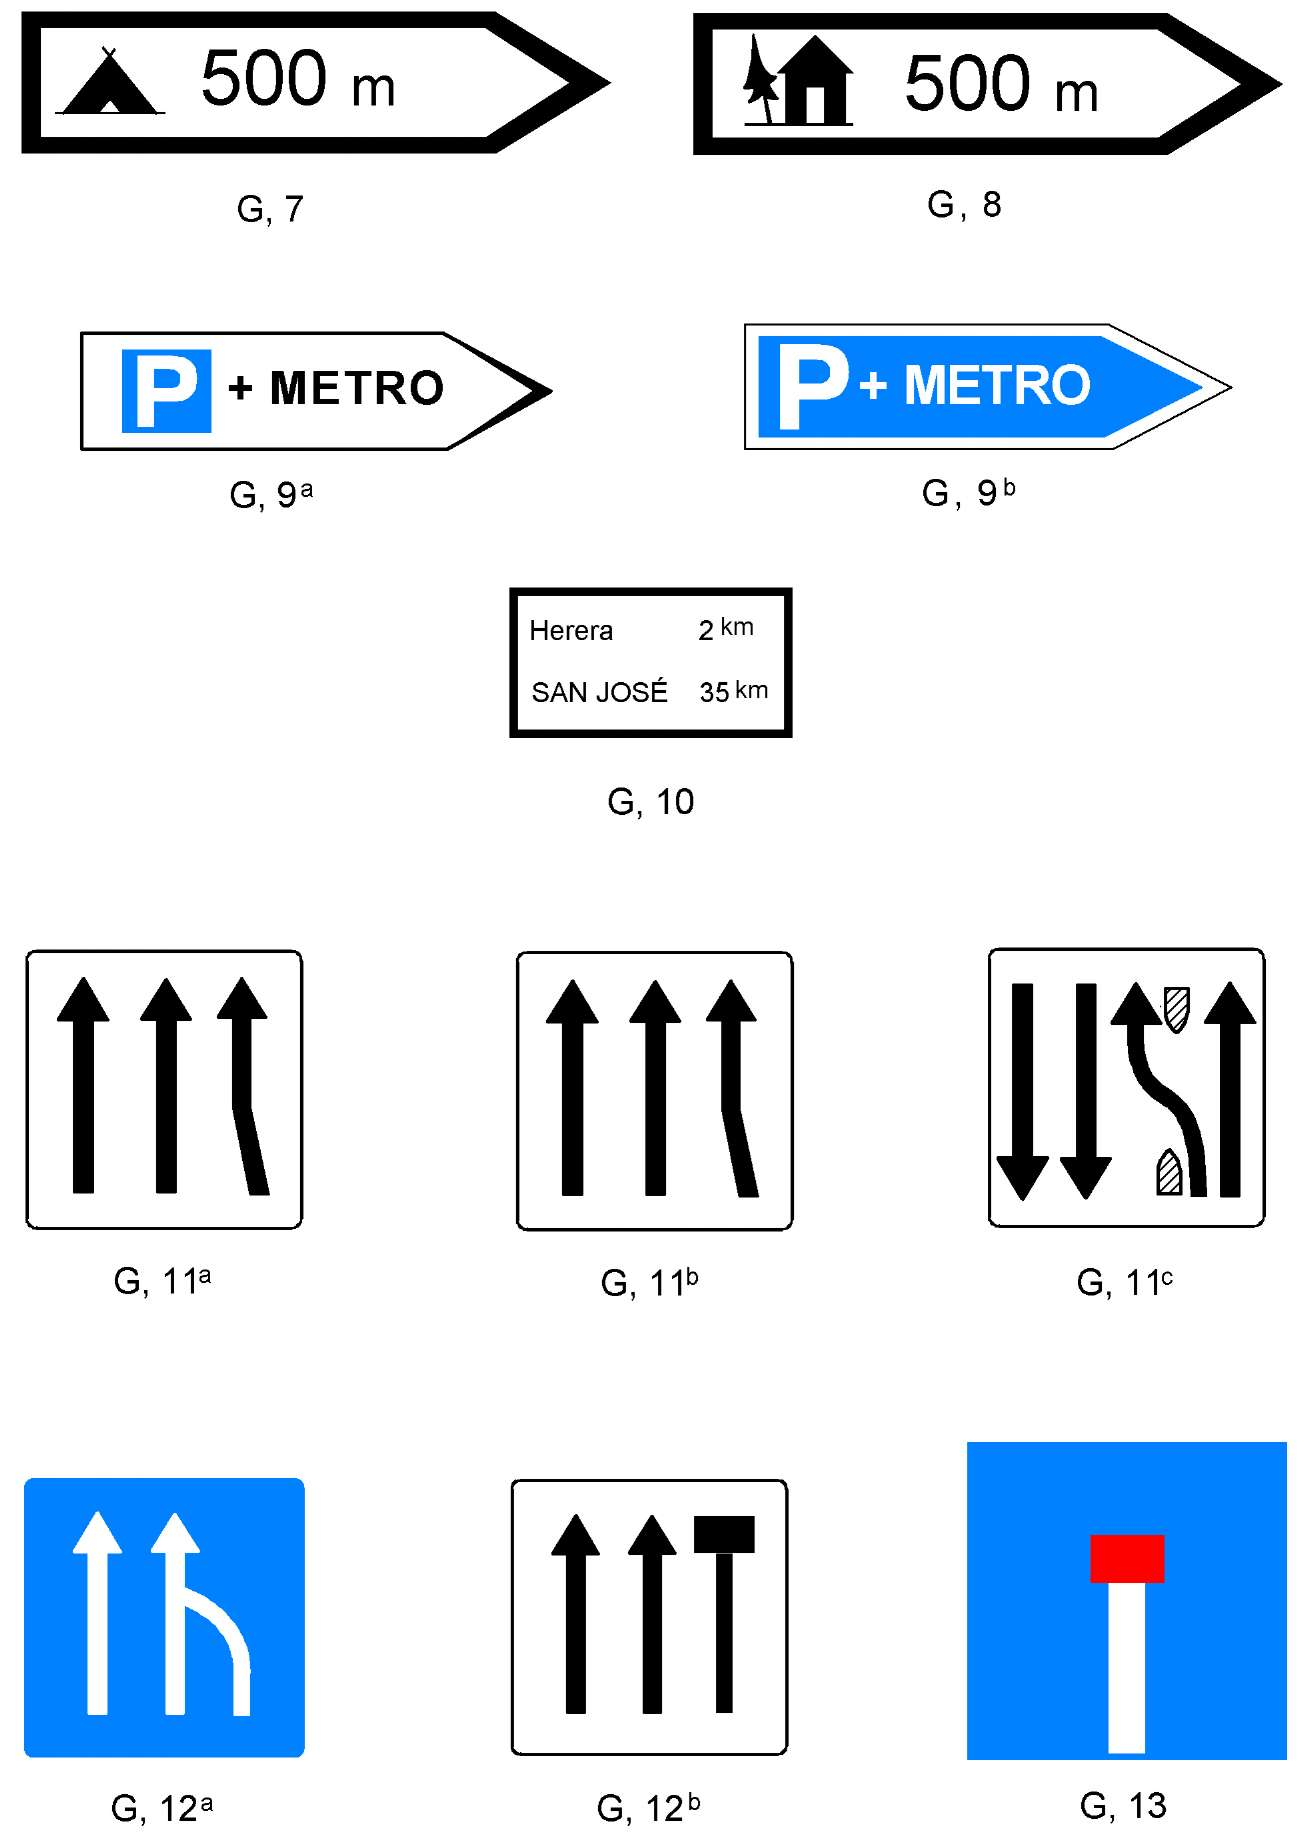 500 m
500 m
G, 7
G, 8
P + METRO
P + METRO
G, 9a
G, 9b
Herera 2 km
SAN JOSÉ 35 km
G, 10
G, 11a
G, 11b
G, 11c
G, 12a
G, 12b
G, 13